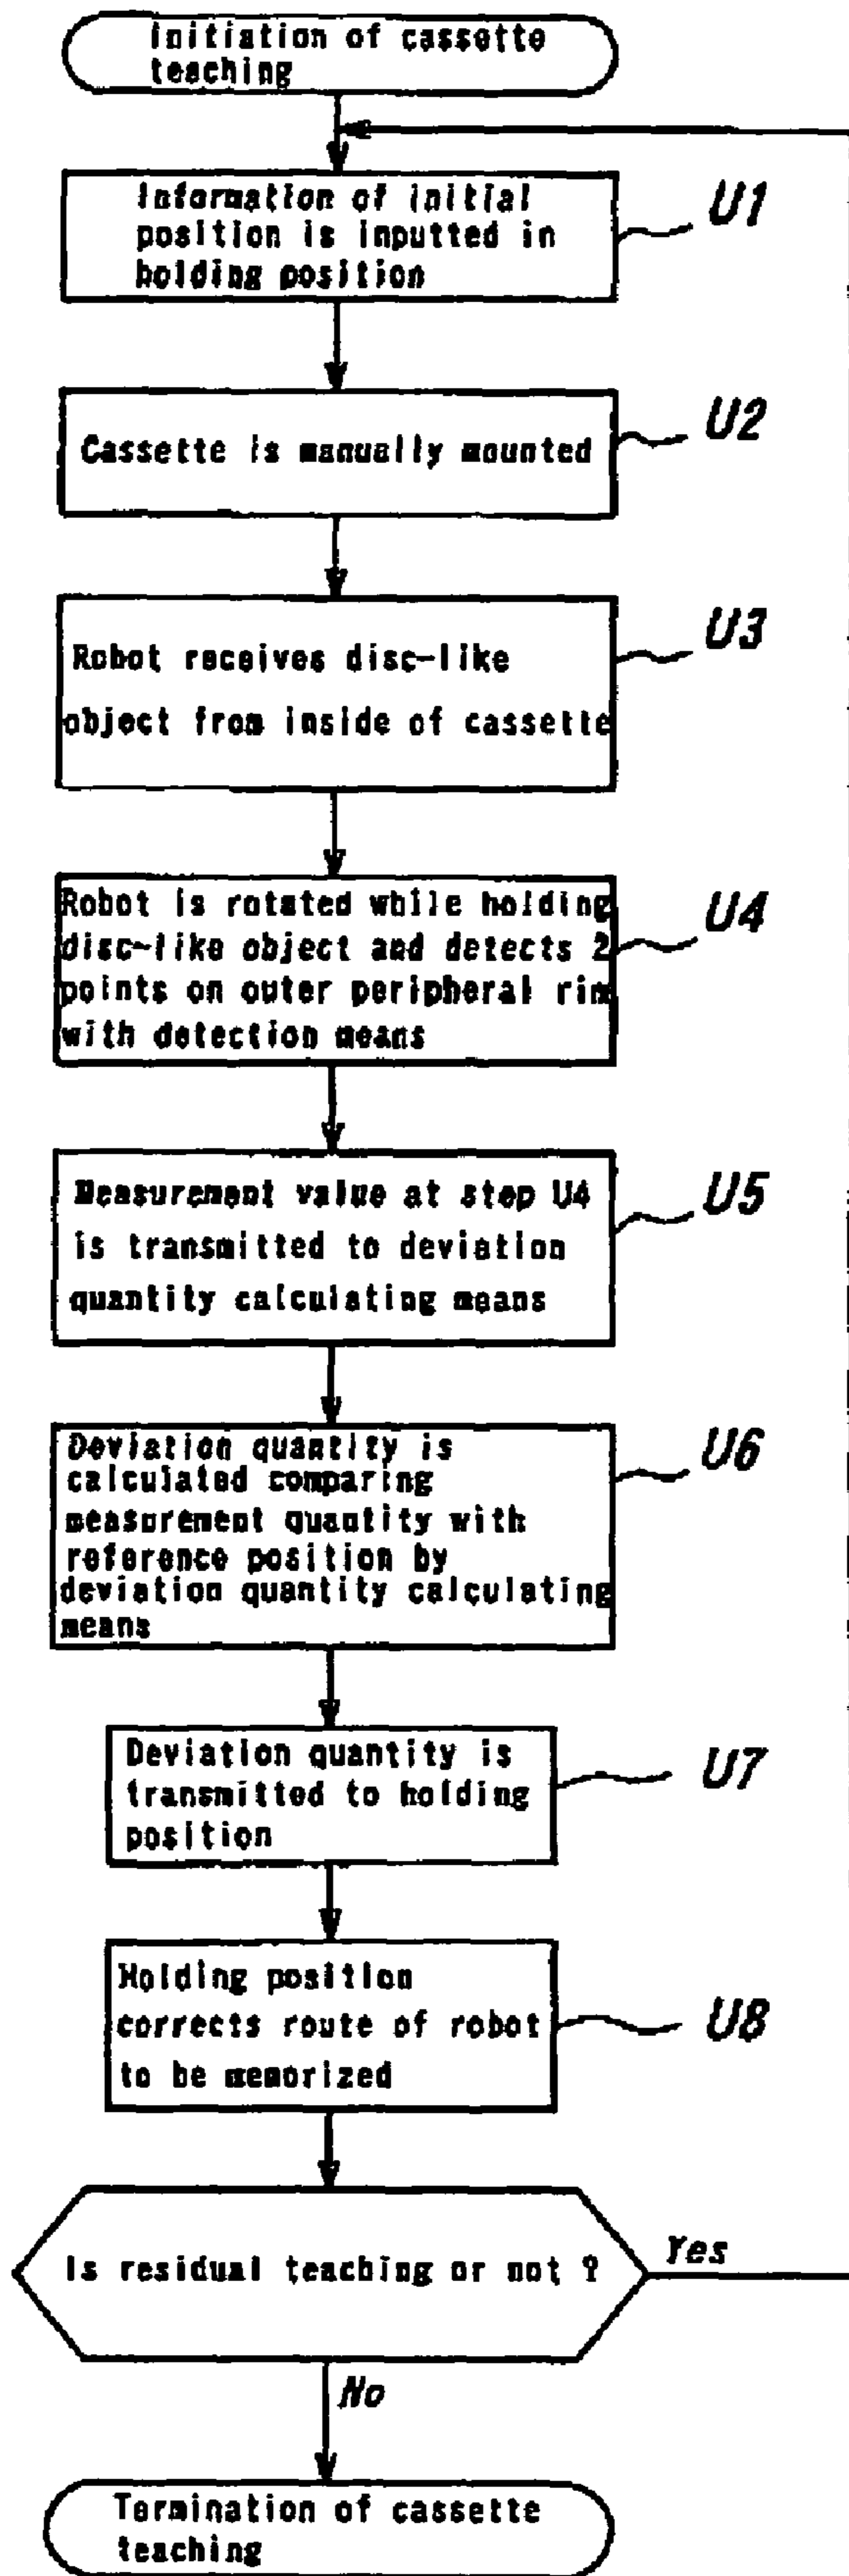 Initiation of cassette
teaching
Information of initial
position is inputted in
holding position
U1
Cassette is manually mounted
U2
Robot receives disc-like
object from inside of cassette
U3
Robot is rotated while holding
disc-like object and detects 2
points on outer peripheral rim
with detection means
U4
Measurement value at step U4
is transmitted to deviation
quantity calculating means
U5
Deviation quantity is
calculated comparing
measurement quantity with
reference position by
deviation quantity calculating
means
U6
Deviation quantity is
transmitted to holding
position
U7
Holding position
corrects route of robot
to be memorized
U8
Is residual teaching or not ?
Yes
No
Termination of cassette
teaching